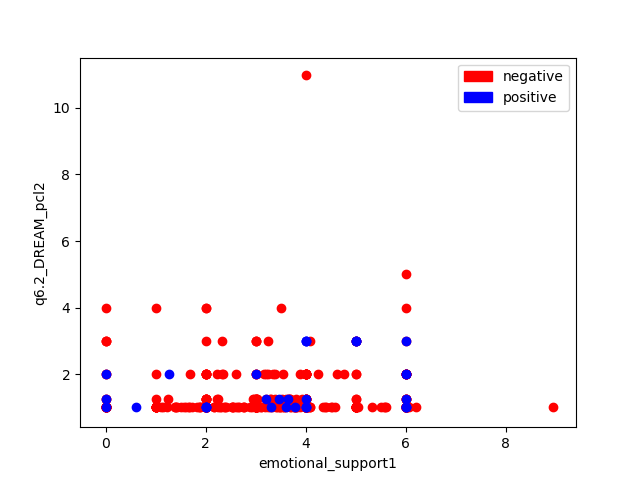 negative
positive
10
8
6
4
2
q6.2_DREAM_pcl2
0 2 4 6 8
emotional_support1